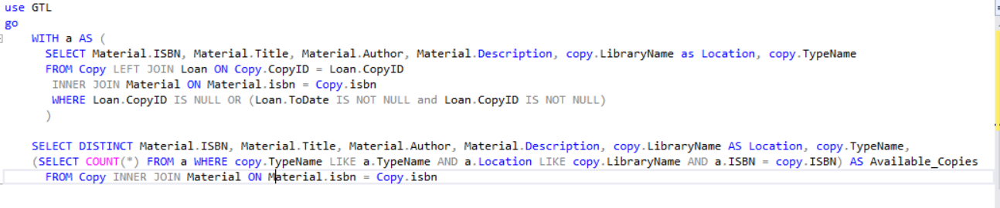 use GTL
go
WITH a AS (
SELECT Material.ISBN, Material.Title, Material.Author, Material.Description, copy.LibraryName as Location, copy.TypeName
FROM Copy LEFT JOIN Loan ON Copy.CopyID = Loan.CopyID
INNER JOIN Material ON Material.isbn = Copy.isbn
WHERE Loan.CopyID IS NULL OR (Loan.ToDate IS NOT NULL and Loan.CopyID IS NOT NULL)
)
SELECT DISTINCT Material.ISBN, Material.Title, Material.Author, Material.Description, copy.LibraryName AS Location, copy.TypeName,
(SELECT COUNT(*) FROM a WHERE copy.TypeName LIKE a.TypeName AND a.Location LIKE copy.LibraryName AND a.ISBN = copy.ISBN) AS Available_Copies
FROM Copy INNER JOIN Material ON Material.isbn = Copy.isbn